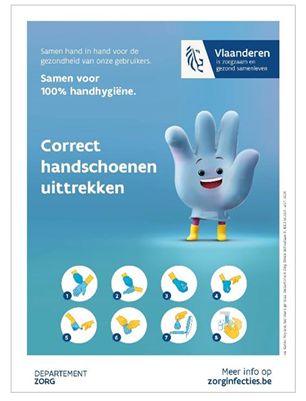 Samen hand in hand voor de
gezondheid van onze gebruikers.
Samen voor
100% handhygiëne.
Vlaanderen
is zorgzaam en
gezond samenleven
Correct
handschoenen
uittrekken
1
2
3
4
5
6
7
8
DEPARTEMENT
ZORG
Meer info op
zorginfecties.be